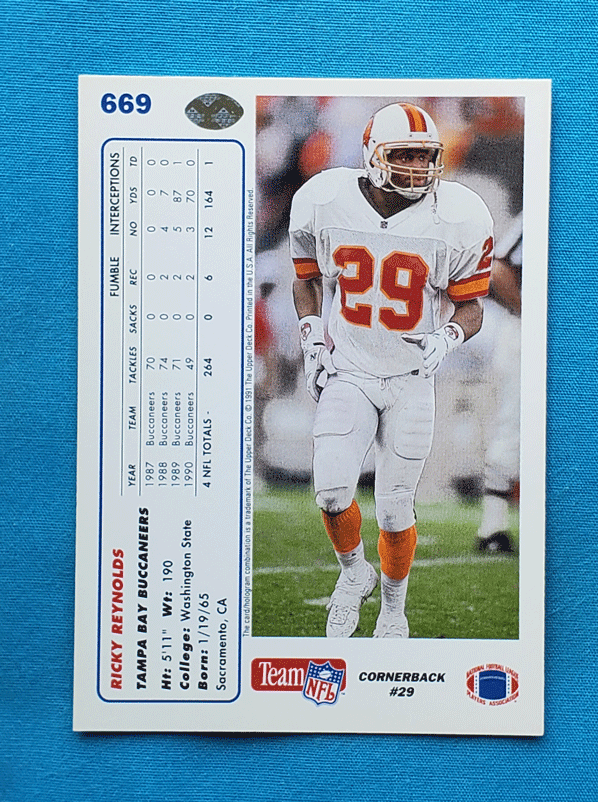 669
RICKY REYNOLDS
TAMPA BAY BUCCANEERS
Ht: 5'11" Wt: 190
College: Washington State
Born: 1/19/65
Sacramento, CA
FUMBLE INTERCEPTIONS
YEAR TEAM TACKLES SACKS REC NO YDS TD
1987 Buccaneers 70 0 0 0 0 0
1988 Buccaneers 74 0 2 4 7 0
1989 Buccaneers 71 0 2 5 87 1
1990 Buccaneers 49 0 2 3 70 0
4 NFL TOTALS - 264 0 6 12 164 1
The card/hologram combination is a trademark of The Upper Deck Co. © 1991 The Upper Deck Co. Printed in the U.S.A. All Rights Reserved.
29
Team NFL
CORNERBACK
#29
NATIONAL FOOTBALL LEAGUE
PLAYERS ASSOCIATION